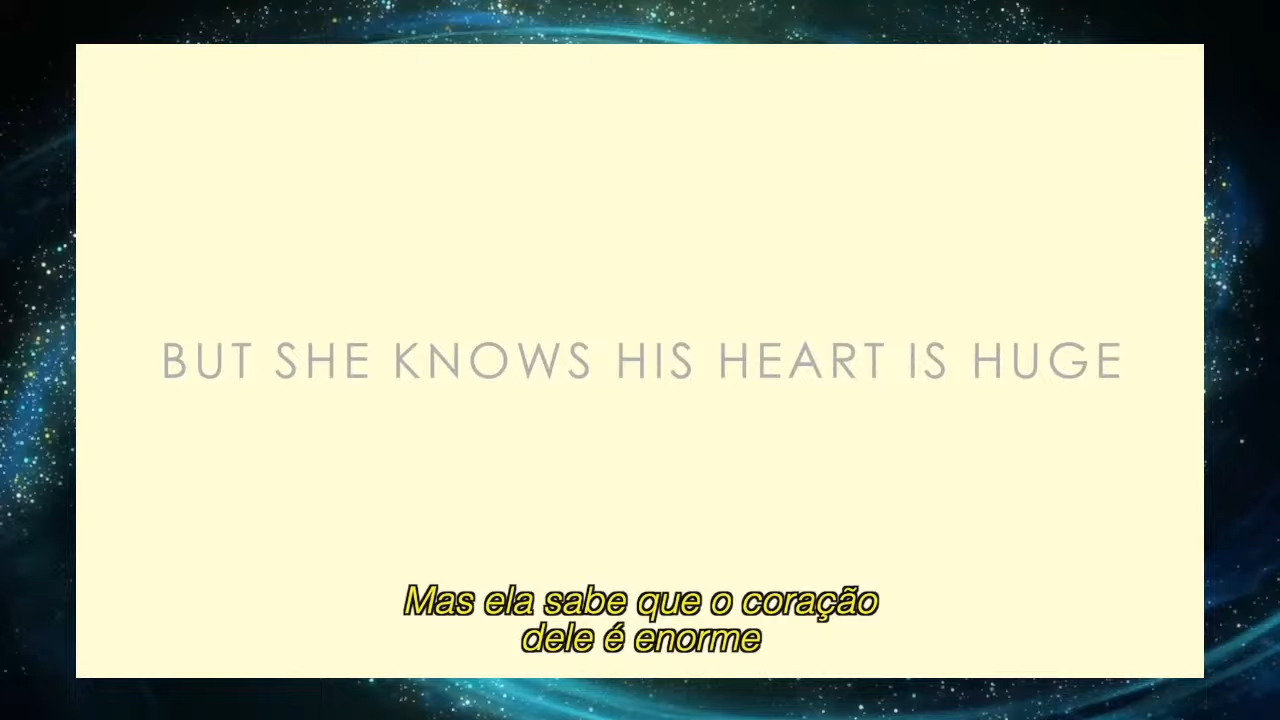 BUT SHE KNOWS HIS HEART IS HUGE
Mas ela sabe que o coração
dele é enorme